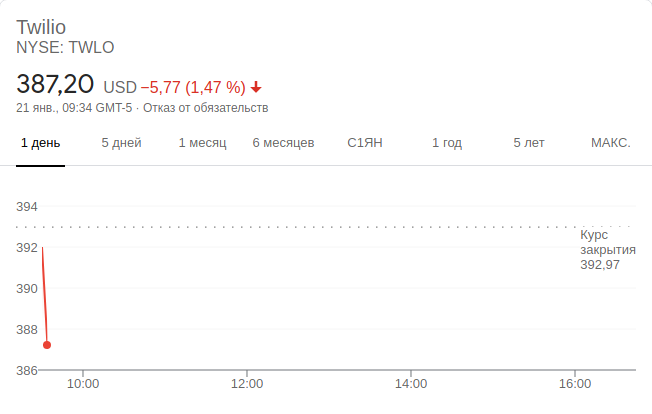 Twilio
NYSE: TWLO
387,20 USD −5,77 (1,47 %)
21 янв., 09:34 GMT-5 · Отказ от обязательств
1 день 5 дней 1 месяц 6 месяцев С1ЯН 1 год 5 лет МАКС.
394
392
390
388
386
Курс
закрытия
392,97
10:00 12:00 14:00 16:00